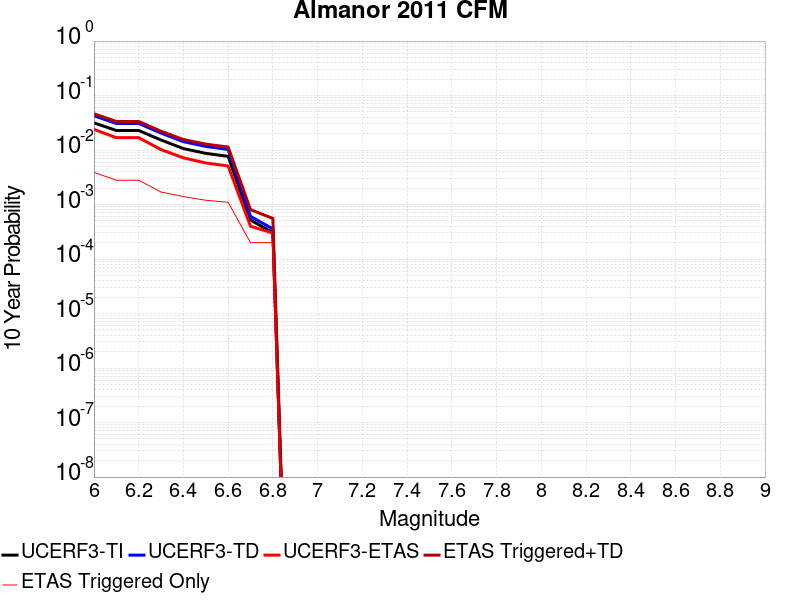 Almanor 2011 CFM
10^0
10^-1
10^-2
10^-3
10^-4
10^-5
10^-6
10^-7
10^-8
10 Year Probability
6 6.2 6.4 6.6 6.8 7 7.2 7.4 7.6 7.8 8 8.2 8.4 8.6 8.8 9
Magnitude
UCERF3-TI UCERF3-TD UCERF3-ETAS ETAS Triggered+TD
ETAS Triggered Only